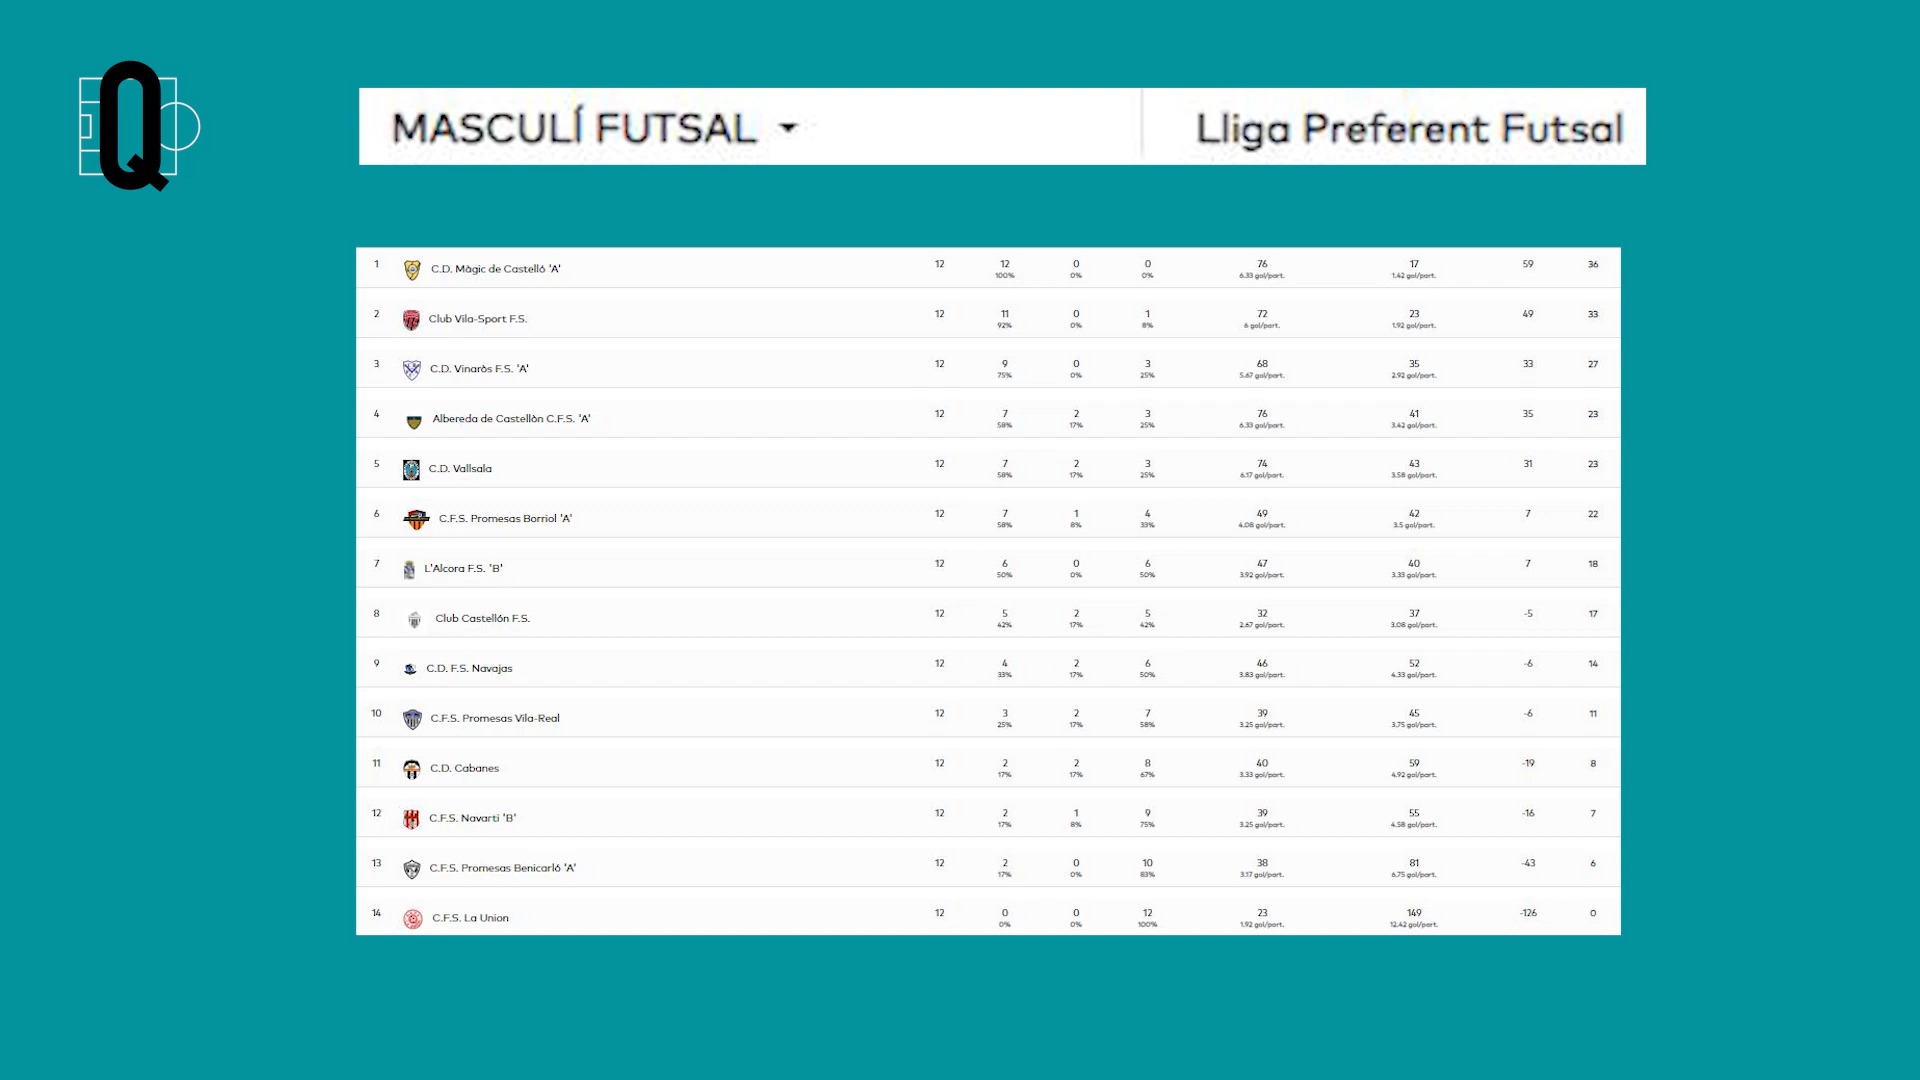 Q
MASCULÍ FUTSAL Lliga Preferent Futsal
1 C.D. Màgic de Castelló 'A' 12 12 0 0 76 17 59 36
100% 0% 0% 6.33 gol/part. 1.42 gol/part.
2 Club Vila-Sport F.S. 12 11 0 1 72 23 49 33
92% 0% 8% 6 gol/part. 1.92 gol/part.
3 C.D. Vinaròs F.S. 'A' 12 9 0 3 68 35 33 27
75% 0% 25% 5.67 gol/part. 2.92 gol/part.
4 Albereda de Castellòn C.F.S. 'A' 12 7 2 3 76 41 35 23
58% 17% 25% 6.33 gol/part. 3.42 gol/part.
5 C.D. Vallsala 12 7 2 3 74 43 31 23
58% 17% 25% 6.17 gol/part. 3.58 gol/part.
6 C.F.S. Promesas Borriol 'A' 12 7 1 4 49 42 7 22
58% 8% 33% 4.08 gol/part. 3.5 gol/part.
7 L'Alcora F.S. 'B' 12 6 0 6 47 40 7 18
50% 0% 50% 3.92 gol/part. 3.33 gol/part.
8 Club Castellón F.S. 12 5 2 5 32 37 -5 17
42% 17% 42% 2.67 gol/part. 3.08 gol/part.
9 C.D. F.S. Navajas 12 4 2 6 46 52 -6 14
33% 17% 50% 3.83 gol/part. 4.33 gol/part.
10 C.F.S. Promesas Vila-Real 12 3 2 7 39 45 -6 11
25% 17% 58% 3.25 gol/part. 3.75 gol/part.
11 C.D. Cabanes 12 2 2 8 40 59 -19 8
17% 17% 67% 3.33 gol/part. 4.92 gol/part.
12 C.F.S. Navarti 'B' 12 2 1 9 39 55 -16 7
17% 8% 75% 3.25 gol/part. 4.58 gol/part.
13 C.F.S. Promesas Benicarló 'A' 12 2 0 10 38 81 -43 6
17% 0% 83% 3.17 gol/part. 6.75 gol/part.
14 C.F.S. La Union 12 0 0 12 23 149 -126 0
0% 0% 100% 1.92 gol/part. 12.42 gol/part.